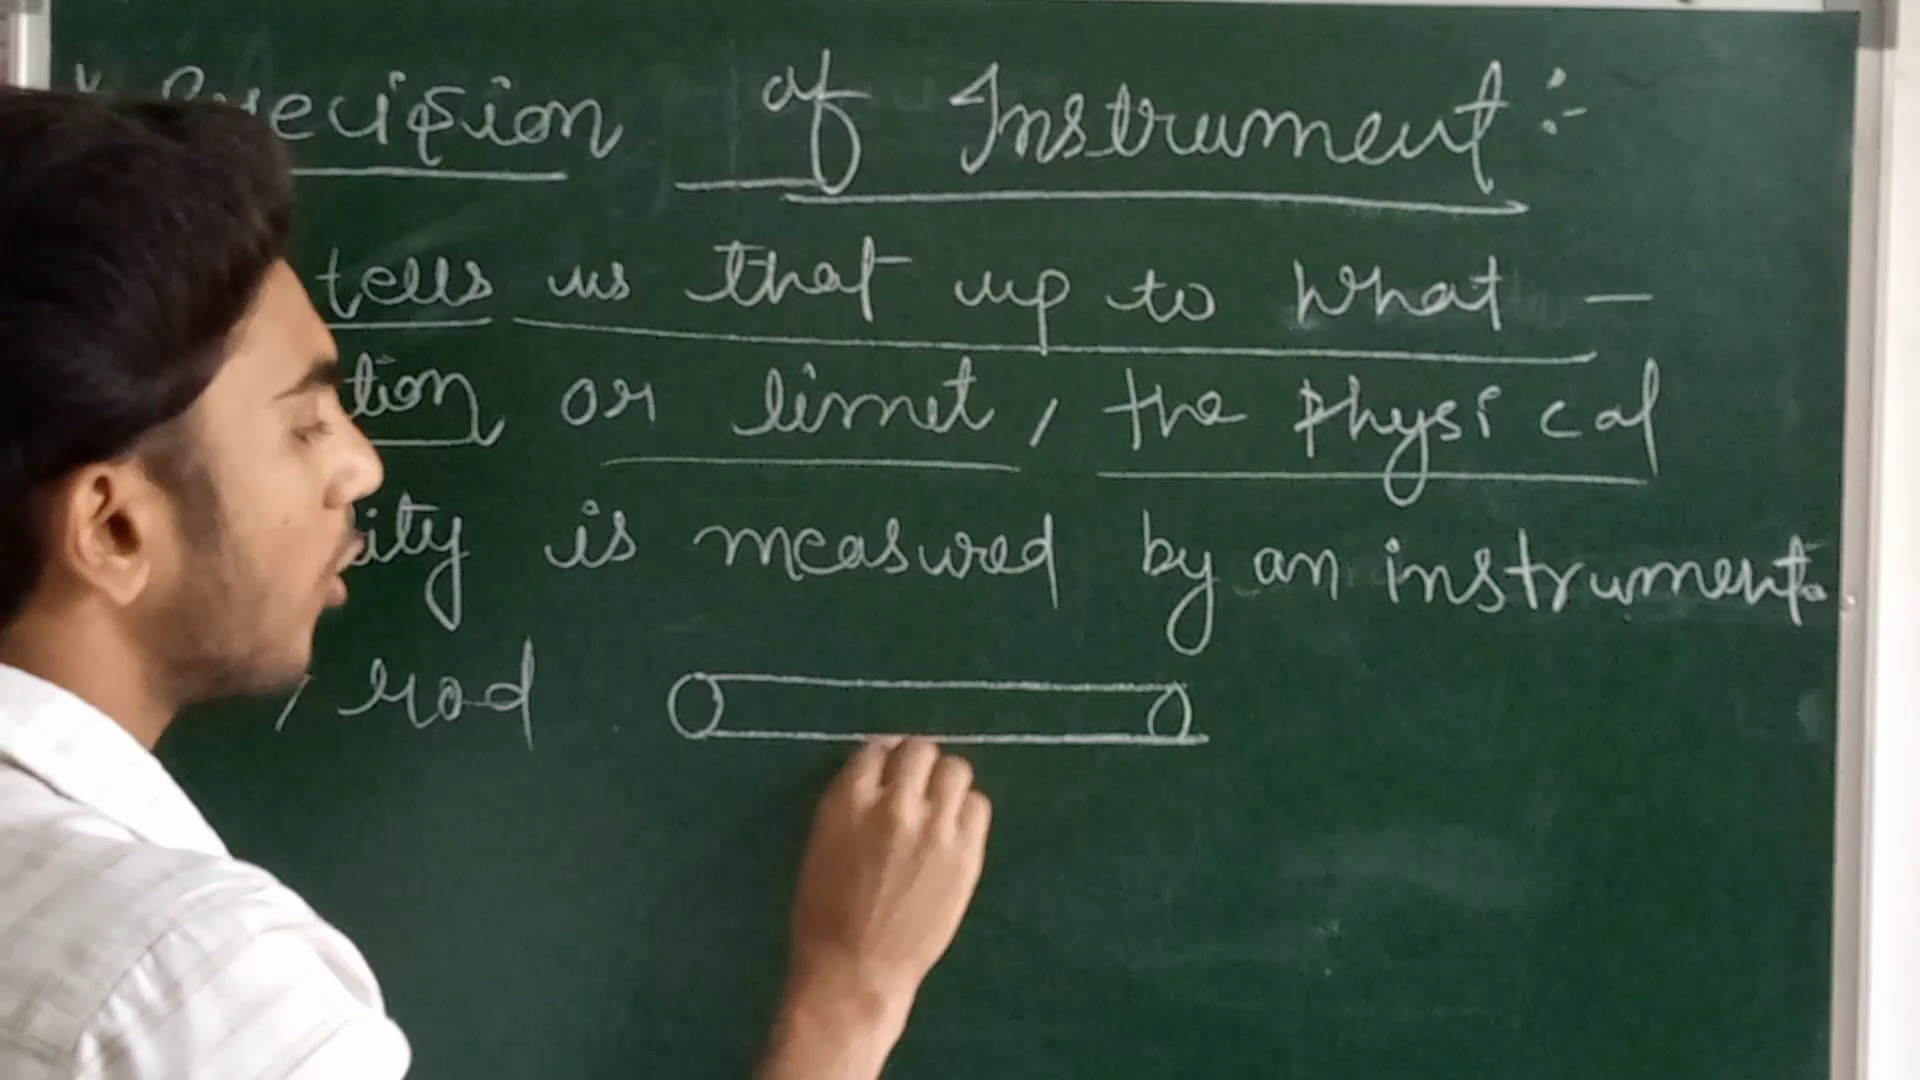 Precision of Instrument :-
tells us that up to what -
tion or limit, the physical
ity is measured by an instrument.
, rod